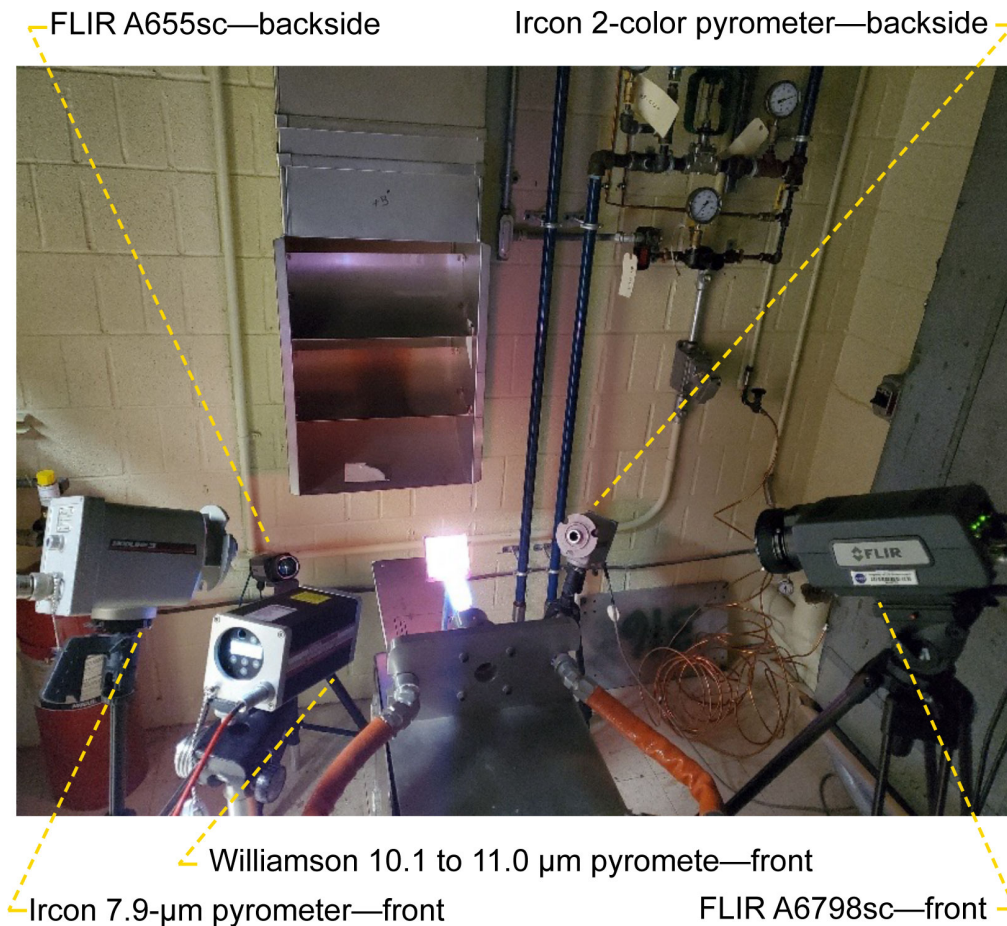 FLIR A655sc—backside
Ircon 2-color pyrometer—backside
FLIR
Williamson 10.1 to 11.0 µm pyromete—front
Ircon 7.9-µm pyrometer—front
FLIR A6798sc—front